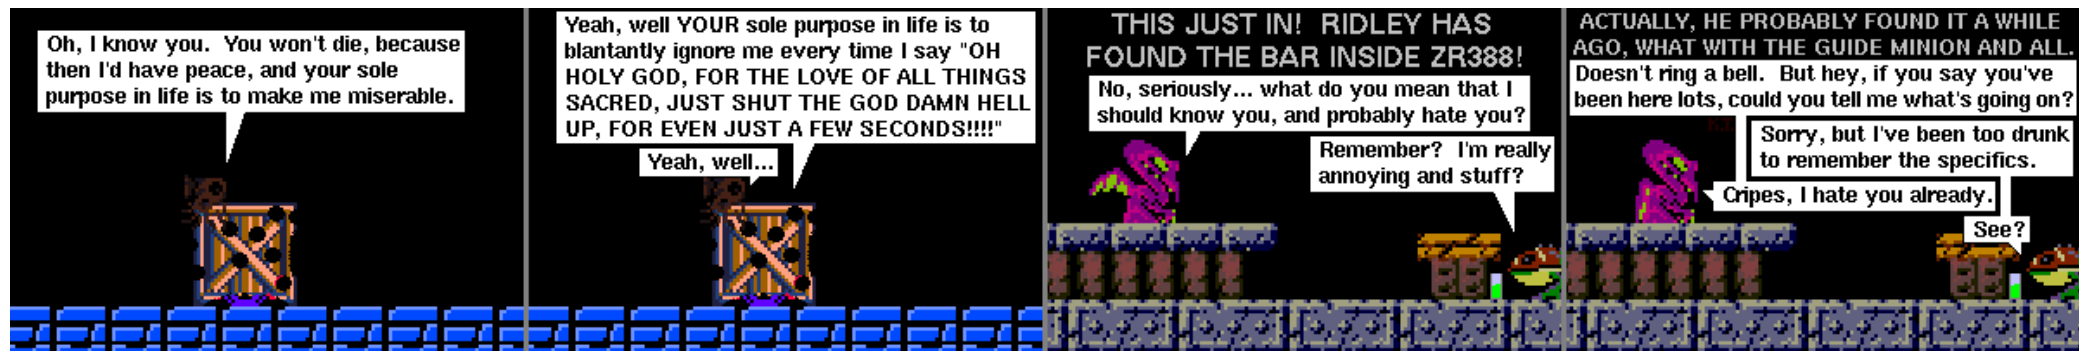 Oh, I know you.  You won't die, because
then I'd have peace, and your sole
purpose in life is to make me miserable.
Yeah, well YOUR sole purpose in life is to
blantantly ignore me every time I say "OH
HOLY GOD, FOR THE LOVE OF ALL THINGS
SACRED, JUST SHUT THE GOD DAMN HELL
UP, FOR EVEN JUST A FEW SECONDS!!!!"
Yeah, well...
THIS JUST IN!  RIDLEY HAS
FOUND THE BAR INSIDE ZR388!
No, seriously... what do you mean that I
should know you, and probably hate you?
Remember?  I'm really
annoying and stuff?
ACTUALLY, HE PROBABLY FOUND IT A WHILE
AGO, WHAT WITH THE GUIDE MINION AND ALL.
Doesn't ring a bell.  But hey, if you say you've
been here lots, could you tell me what's going on?
Sorry, but I've been too drunk
to remember the specifics.
Cripes, I hate you already.
See?